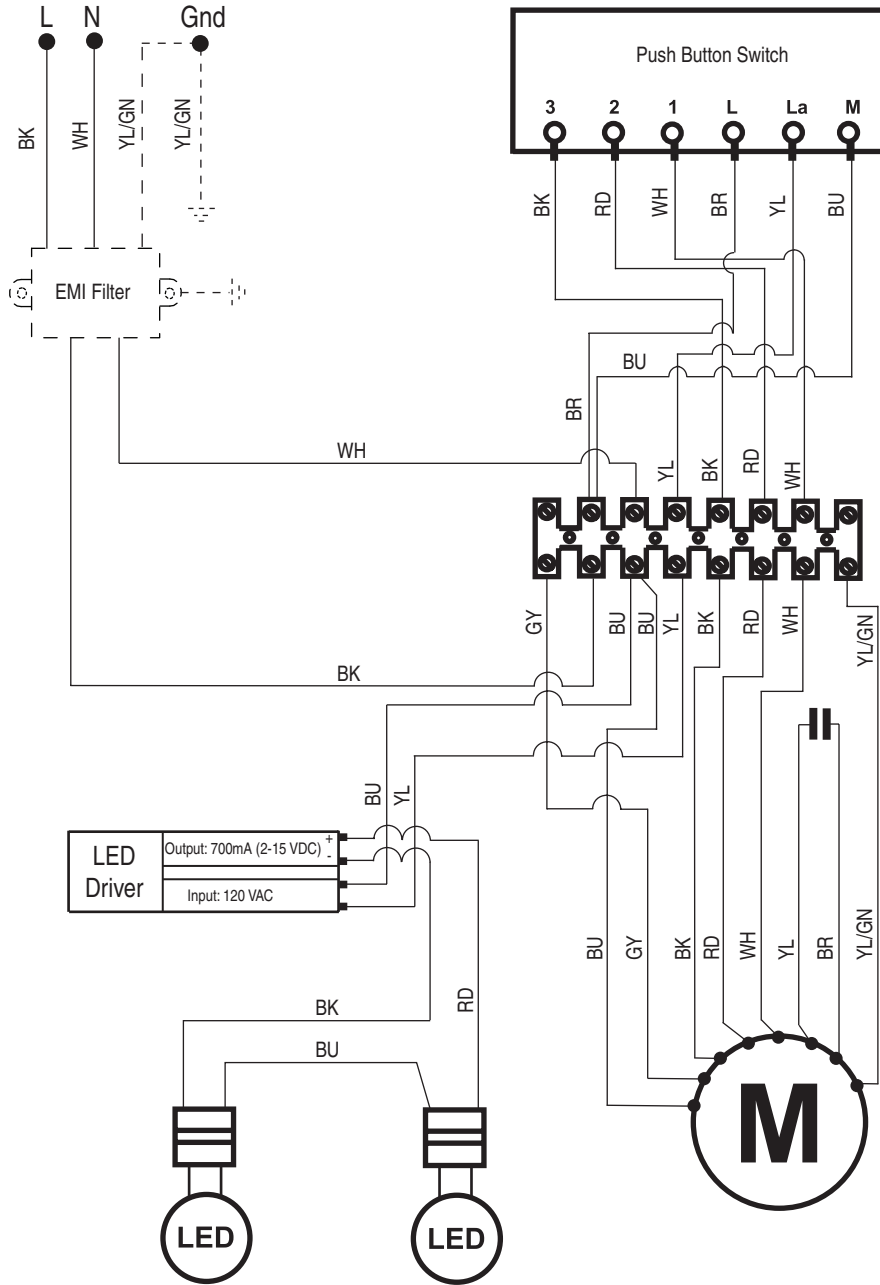 L N Gnd
Push Button Switch
3 2 1 L La M
BK WH YL/GN YL/GN
BK RD WH BR YL BU
EMI Filter
BU
BR
WH
YL BK RD WH
GY BU BU YL BK RD WH YL/GN
BK
BU YL
LED
Driver
Output: 700mA (2-15 VDC)
+
-
Input: 120 VAC
BU GY BK RD WH YL BR YL/GN
BK
RD
BU
M
LED LED